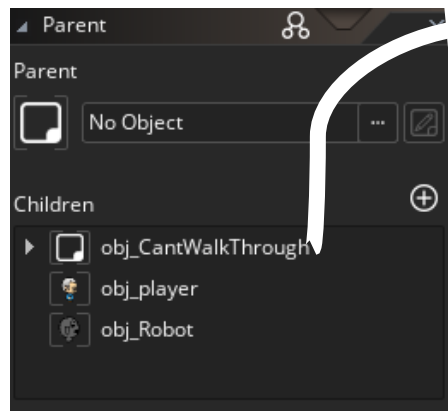 Parent
Parent
No Object
...
Children
obj_CantWalkThrough
obj_player
obj_Robot